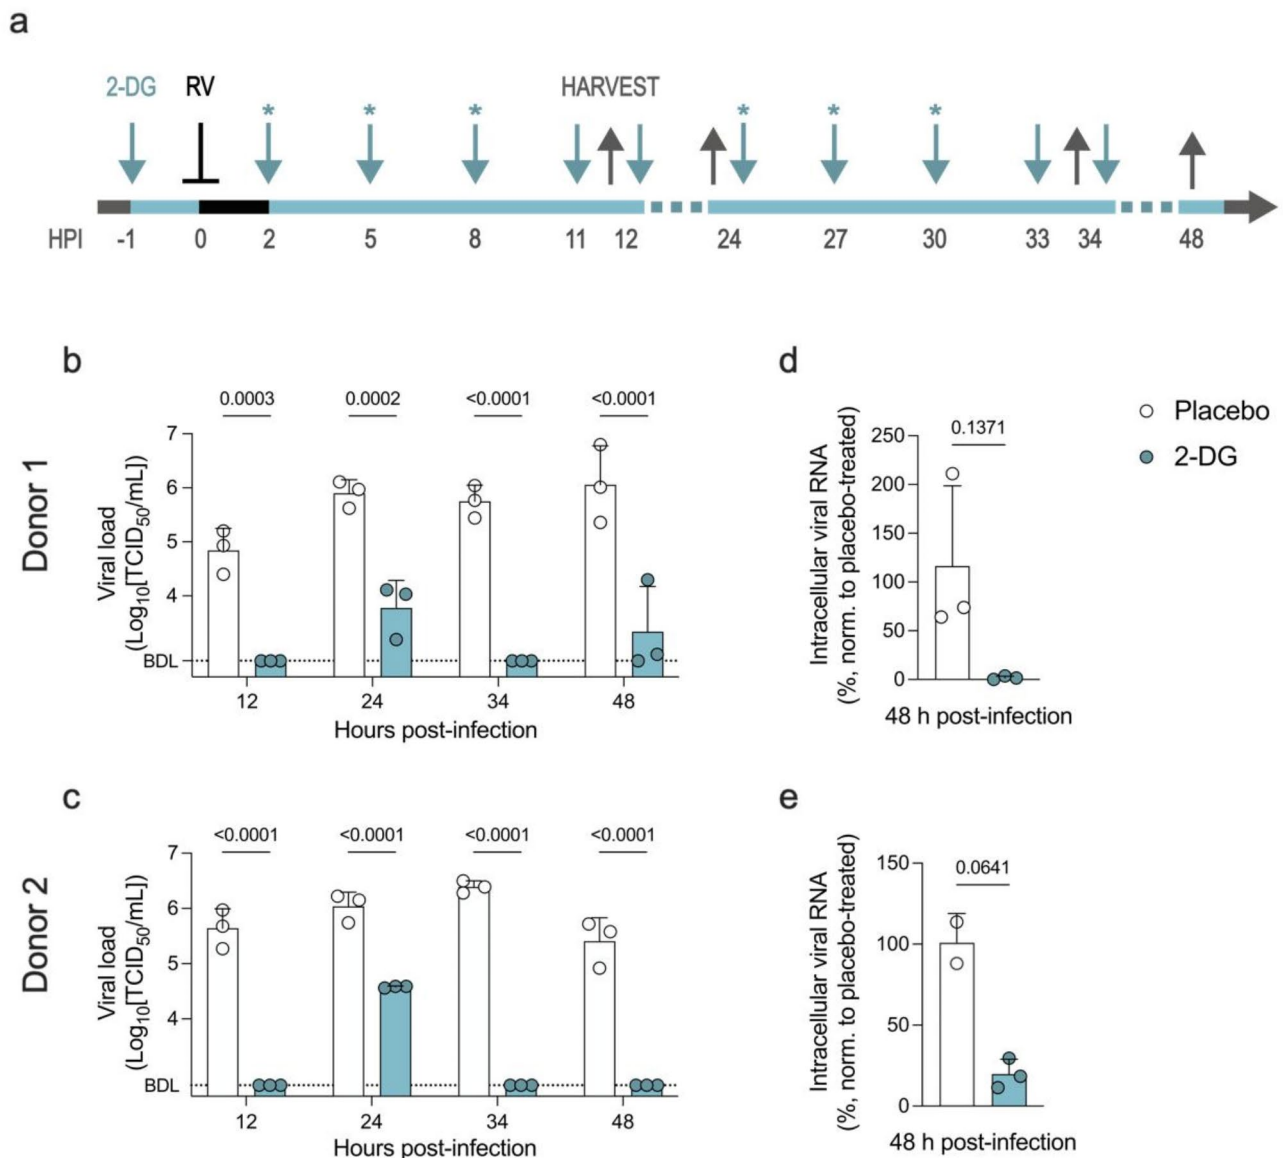 a
2-DG RV HARVEST
* * * * * *
HPI -1 0 2 5 8 11 12 24 27 30 33 34 48
b
Donor 1
Viral load
(Log10[TCID50/mL])
0.0003 0.0002 <0.0001 <0.0001
7
6
5
4
BDL
12 24 34 48
Hours post-infection
d
Intracellular viral RNA
(%, norm. to placebo-treated)
0.1371
250
200
150
100
50
0
48 h post-infection
Placebo
2-DG
c
Donor 2
Viral load
(Log10[TCID50/mL])
<0.0001 <0.0001 <0.0001 <0.0001
7
6
5
4
BDL
12 24 34 48
Hours post-infection
e
Intracellular viral RNA
(%, norm. to placebo-treated)
0.0641
150
100
50
0
48 h post-infection